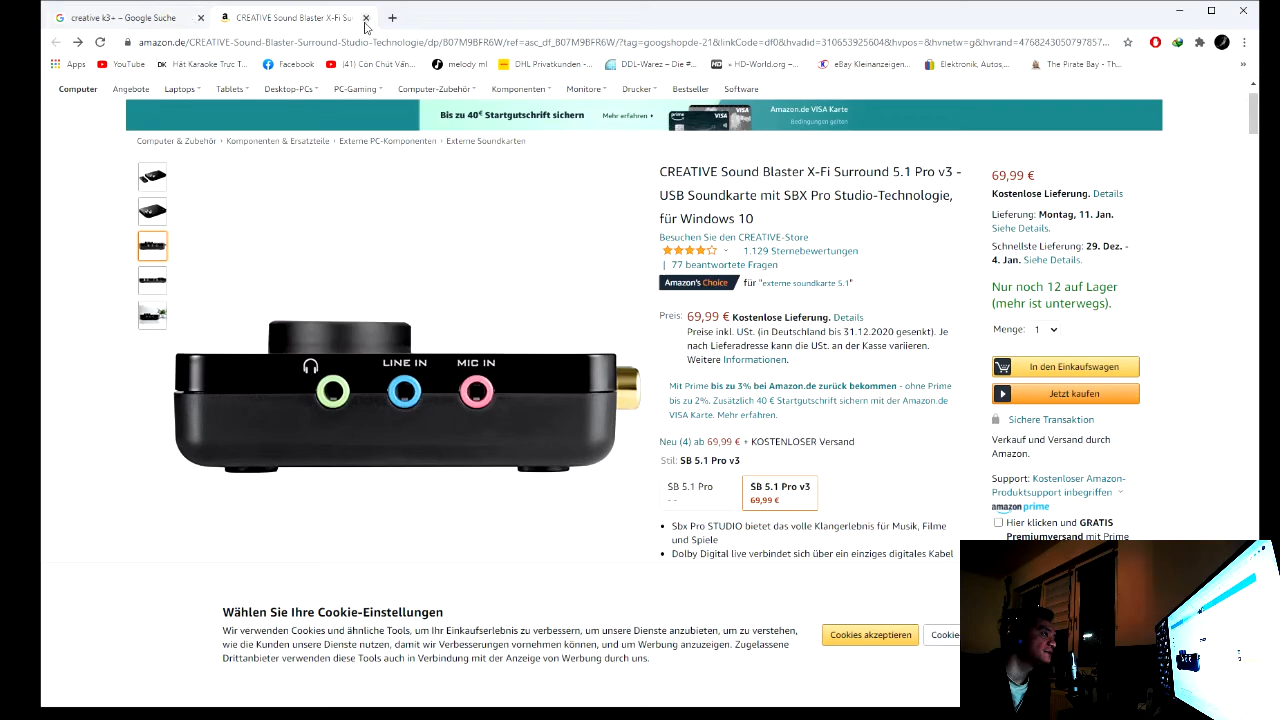 creative k3+ – Google Suche
CREATIVE Sound Blaster X-Fi Su
amazon.de/CREATIVE-Sound-Blaster-Surround-Studio-Technologie/dp/B07M9BFR6W/ref=asc_df_B07M9BFR6W/?tag=googshopde-21&linkCode=df0&hvadid=310653925604&hvpos=&hvnetw=g&hvrand=4768243050797857...
Apps
YouTube
Hát Karaoke Trực T...
Facebook
(41) Còn Chút Vấn...
melody ml
DHL Privatkunden -...
DDL-Warez – Die #...
» HD-World.org –...
eBay Kleinanzeigen...
Elektronik, Autos,...
The Pirate Bay - Th...
»
Computer
Angebote
Laptops
Tablets
Desktop-PCs
PC-Gaming
Computer-Zubehör
Komponenten
Monitore
Drucker
Bestseller
Software
Bis zu 40€ Startgutschrift sichern
Mehr erfahren
Amazon.de VISA Karte
Bedingungen gelten
Computer & Zubehör › Komponenten & Ersatzteile › Externe PC-Komponenten › Externe Soundkarten
LINE IN
MIC IN
CREATIVE Sound Blaster X-Fi Surround 5.1 Pro v3 -
USB Soundkarte mit SBX Pro Studio-Technologie,
für Windows 10
Besuchen Sie den CREATIVE-Store
1.129 Sternebewertungen
| 77 beantwortete Fragen
Amazon's Choice für "externe soundkarte 5.1"
Preis: 69,99 € Kostenlose Lieferung. Details
Preise inkl. USt. (in Deutschland bis 31.12.2020 gesenkt). Je
nach Lieferadresse kann die USt. an der Kasse variieren.
Weitere Informationen.
Mit Prime bis zu 3% bei Amazon.de zurück bekommen - ohne Prime
bis zu 2%. Zusätzlich 40 € Startgutschrift sichern mit der Amazon.de
VISA Karte. Mehr erfahren.
Neu (4) ab 69,99 € + KOSTENLOSER Versand
Stil: SB 5.1 Pro v3
SB 5.1 Pro
- -
SB 5.1 Pro v3
69,99 €
Sbx Pro STUDIO bietet das volle Klangerlebnis für Musik, Filme
und Spiele
Dolby Digital live verbindet sich über ein einziges digitales Kabel
69,99 €
Kostenlose Lieferung. Details
Lieferung: Montag, 11. Jan.
Siehe Details.
Schnellste Lieferung: 29. Dez. -
4. Jan. Siehe Details.
Nur noch 12 auf Lager
(mehr ist unterwegs).
Menge: 1
In den Einkaufswagen
Jetzt kaufen
Sichere Transaktion
Verkauf und Versand durch
Amazon.
Support: Kostenloser Amazon-
Produktsupport inbegriffen
amazon prime
Hier klicken und GRATIS
Premiumversand mit Prime
Wählen Sie Ihre Cookie-Einstellungen
Wir verwenden Cookies und ähnliche Tools, um Ihr Einkaufserlebnis zu verbessern, um unsere Dienste anzubieten, um zu verstehen,
wie die Kunden unsere Dienste nutzen, damit wir Verbesserungen vornehmen können, und um Werbung anzuzeigen. Zugelassene
Drittanbieter verwenden diese Tools auch in Verbindung mit der Anzeige von Werbung durch uns.
Cookies akzeptieren
Cookie-